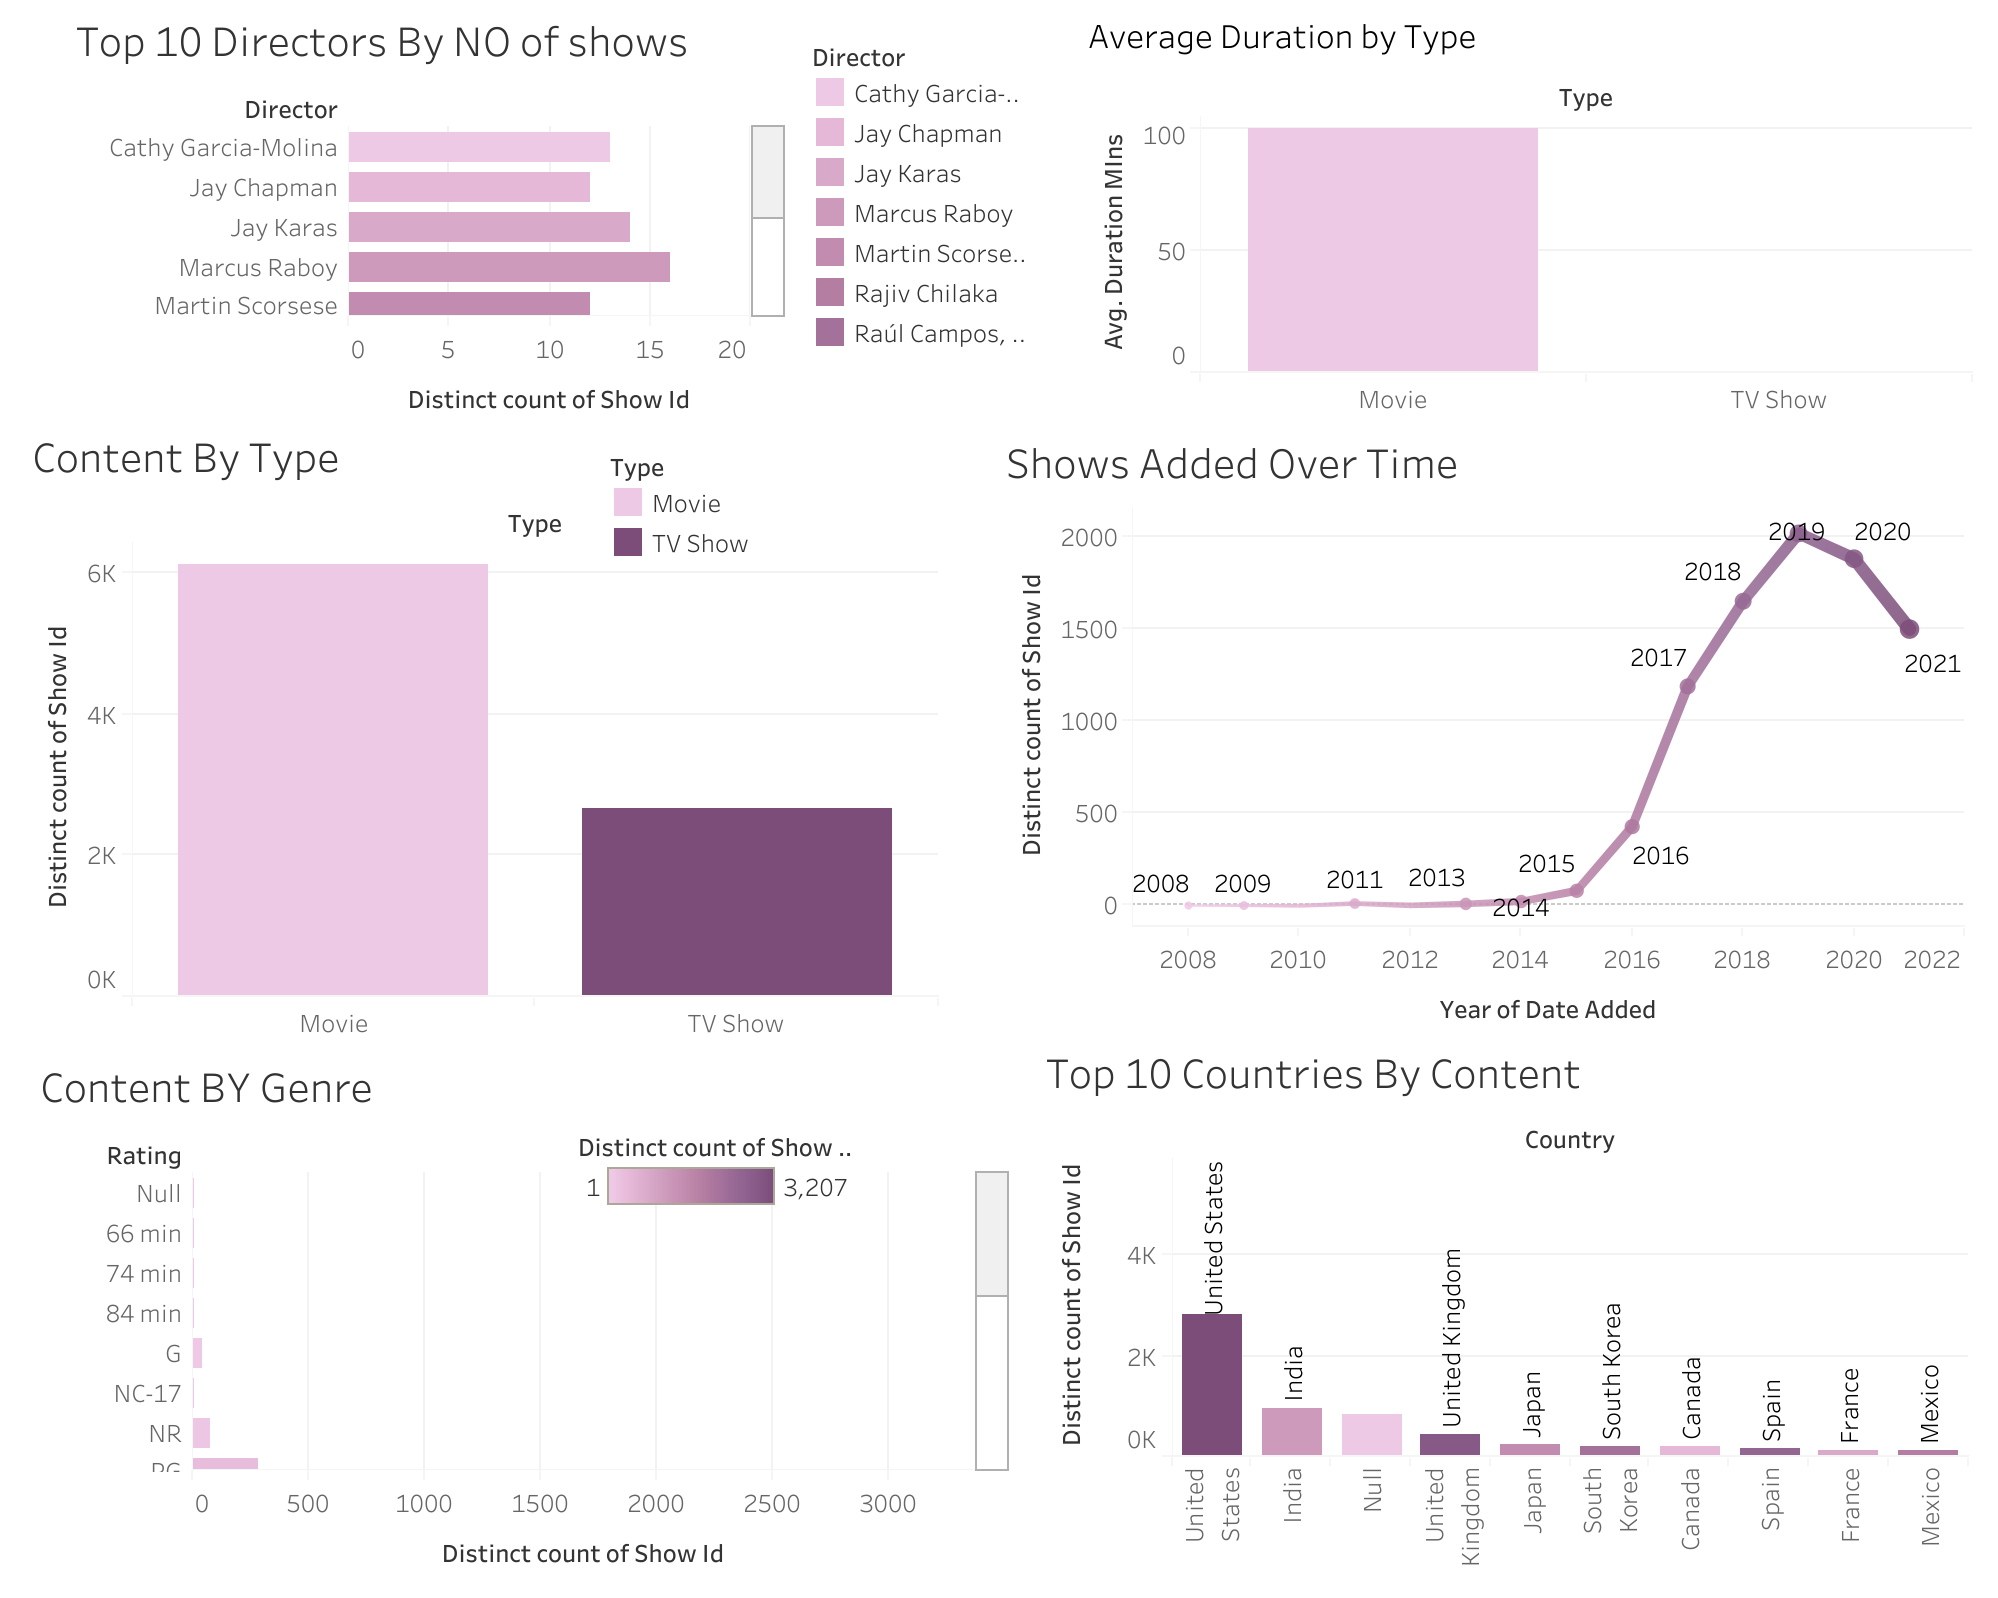 Top 10 Directors By NO of shows
Director
Cathy Garcia-Molina
Jay Chapman
Jay Karas
Marcus Raboy
Martin Scorsese
0 5 10 15 20
Distinct count of Show Id
Director
Cathy Garcia-..
Jay Chapman
Jay Karas
Marcus Raboy
Martin Scorse..
Rajiv Chilaka
Raúl Campos, ..
Average Duration by Type
Type
Avg. Duration MIns
100
50
0
Movie TV Show
Content By Type
Type
Movie
TV Show
Type
Distinct count of Show Id
6K
4K
2K
0K
Movie TV Show
Shows Added Over Time
Distinct count of Show Id
2000
1500
1000
500
0
2008 2009 2011 2013 2014 2015 2016 2017 2018 2019 2020 2021
2008 2010 2012 2014 2016 2018 2020 2022
Year of Date Added
Content BY Genre
Rating
Null
66 min
74 min
84 min
G
NC-17
NR
PG
Distinct count of Show ..
1 3,207
0 500 1000 1500 2000 2500 3000
Distinct count of Show Id
Top 10 Countries By Content
Country
Distinct count of Show Id
4K
2K
0K
United States
India
United Kingdom
Japan
South Korea
Canada
Spain
France
Mexico
United
States
India
Null
United
Kingdom
Japan
South
Korea
Canada
Spain
France
Mexico